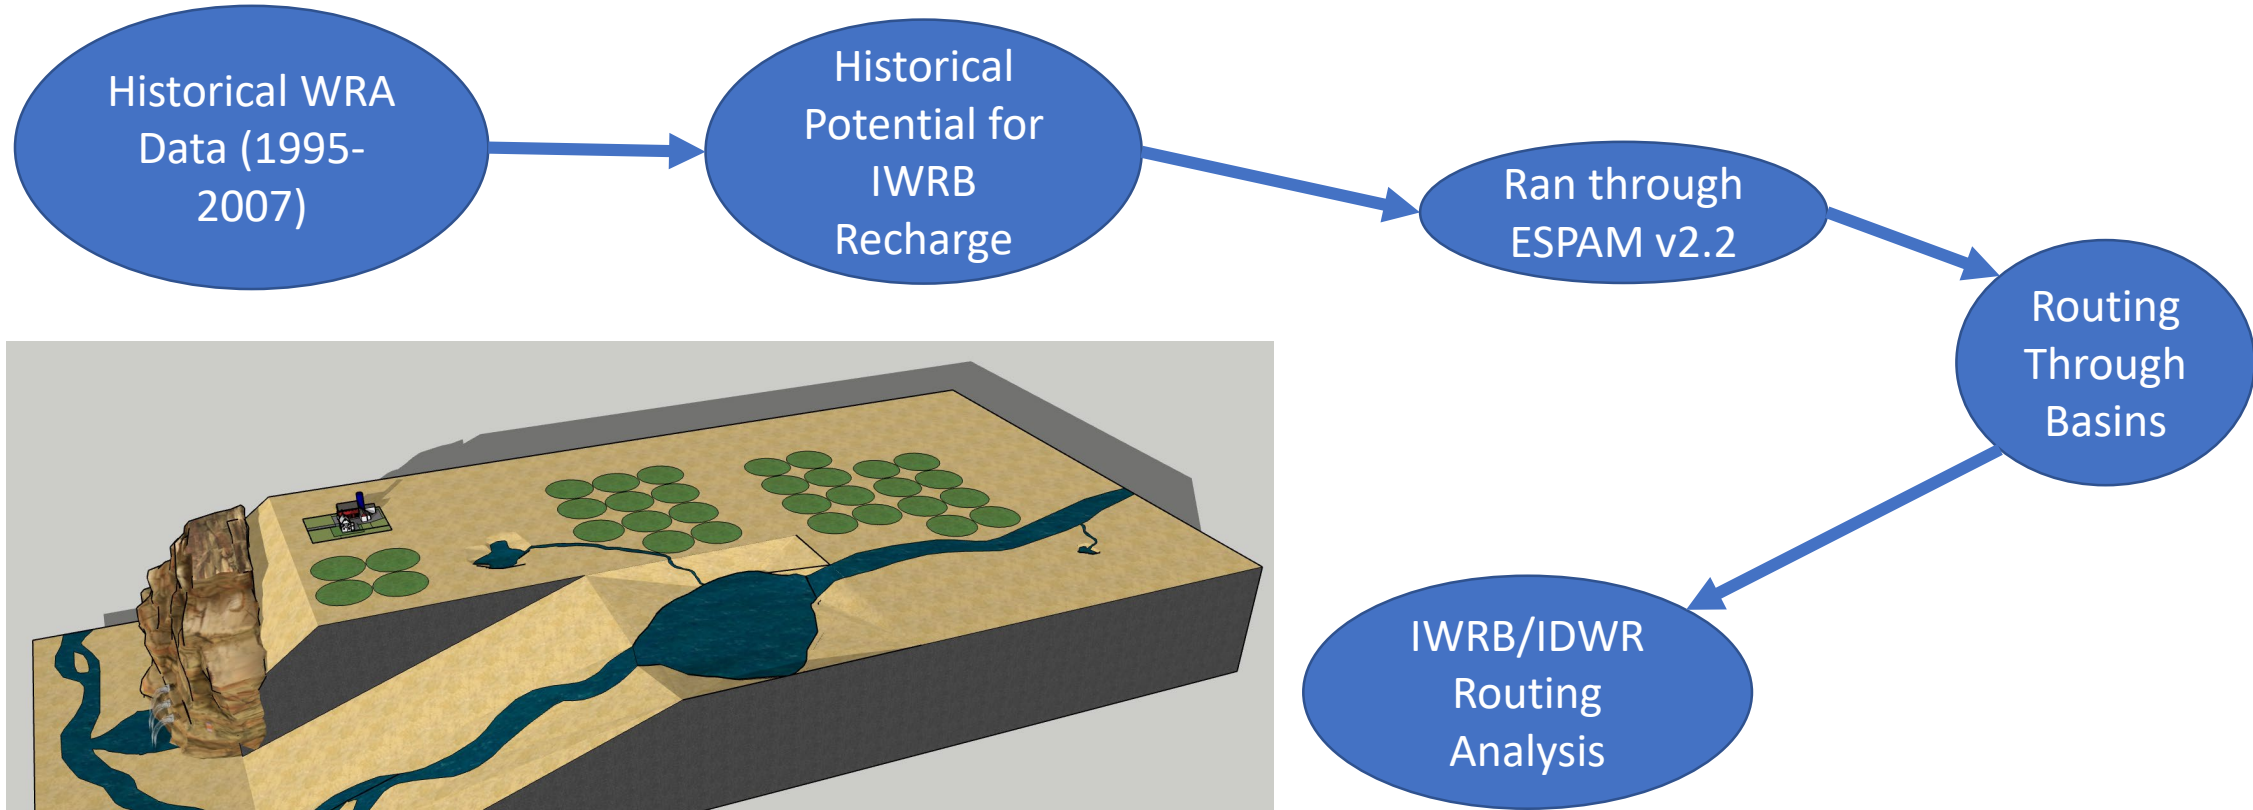 Historical WRA
Data (1995-
2007)
Historical
Potential for
IWRB
Recharge
Ran through
ESPAM v2.2
Routing
Through
Basins
IWRB/IDWR
Routing
Analysis